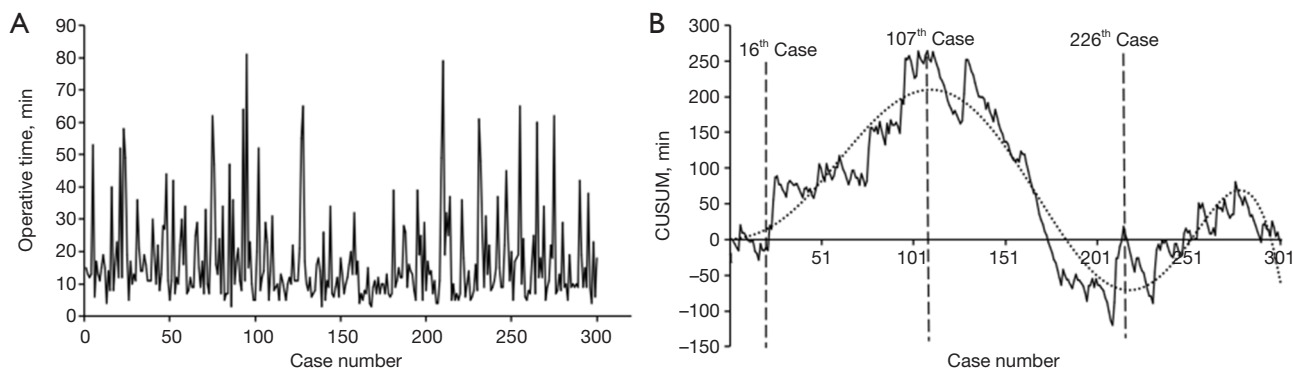 A
Operative time, min
90
80
70
60
50
40
30
20
10
0
0 50 100 150 200 250 300
Case number
B
CUSUM, min
16th Case
107th Case
226th Case
300
250
200
150
100
50
0
−50
−100
−150
51 101 151 201 251 301
Case number